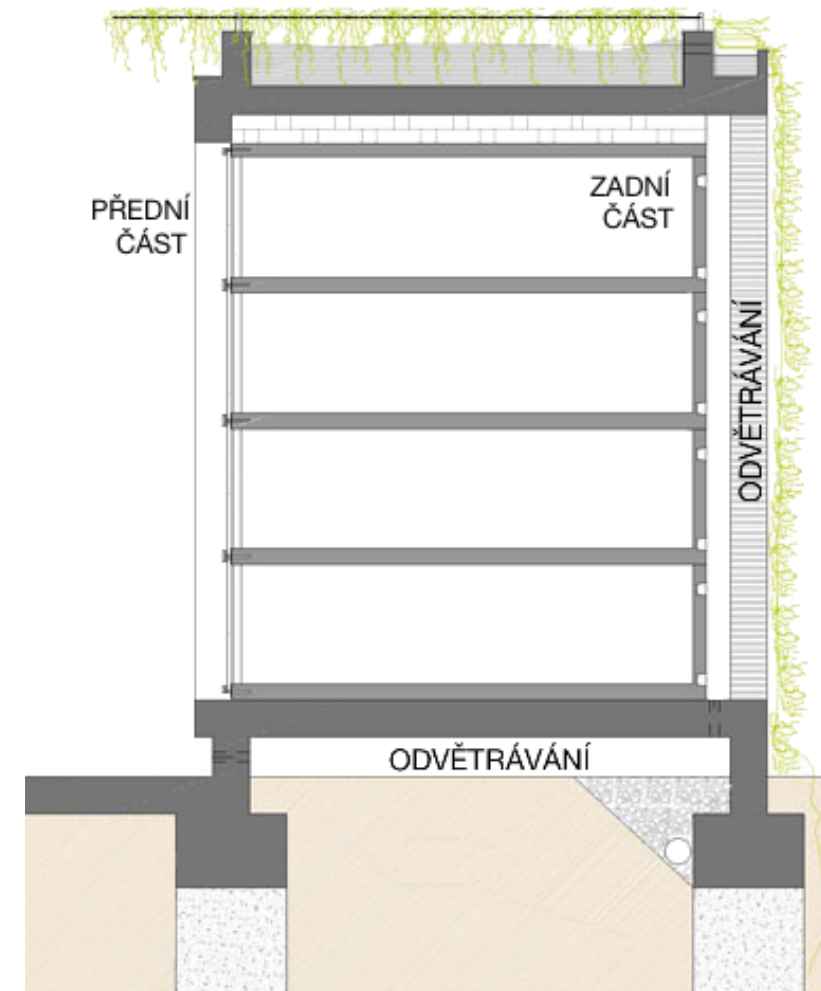 PŘEDNÍ
ČÁST
ZADNÍ
ČÁST
ODVĚTRÁVÁNÍ
ODVĚTRÁVÁNÍ